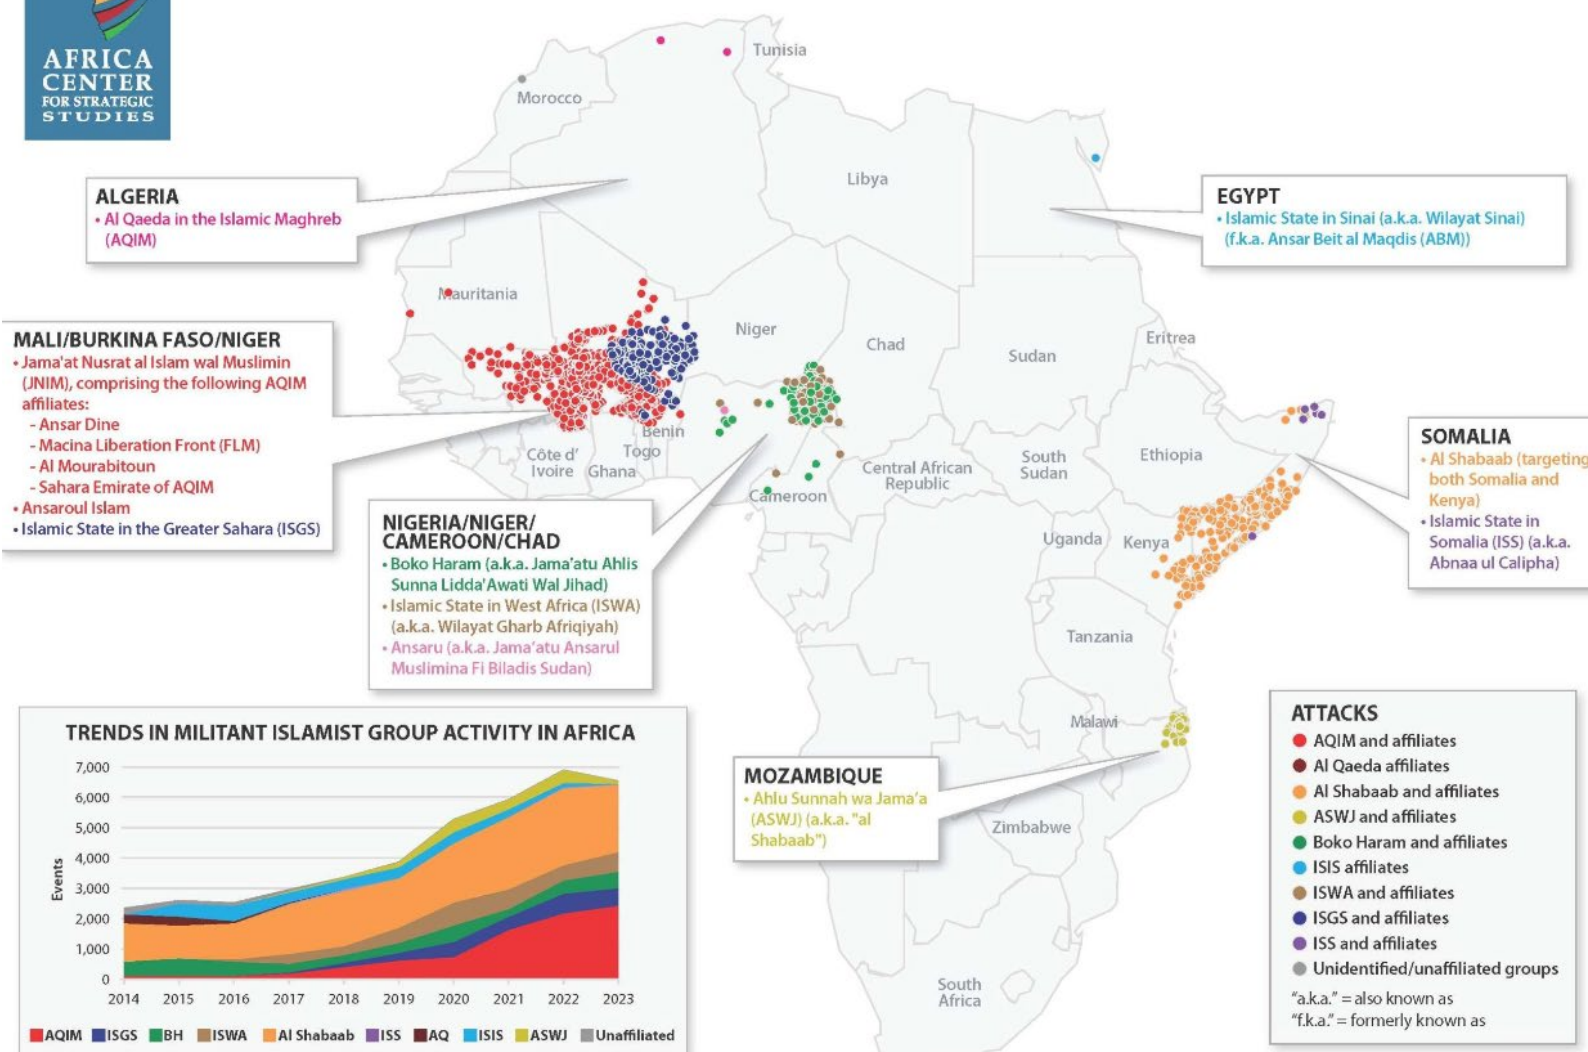 AFRICA
CENTER
FOR STRATEGIC
STUDIES
Tunisia
Morocco
Libya
ALGERIA
• Al Qaeda in the Islamic Maghreb
(AQIM)
EGYPT
• Islamic State in Sinai (a.k.a. Wilayat Sinai)
(f.k.a. Ansar Beit al Maqdis (ABM))
Mauritania
Niger
Chad
Sudan
Eritrea
MALI/BURKINA FASO/NIGER
• Jama'at Nusrat al Islam wal Muslimin
(JNIM), comprising the following AQIM
affiliates:
- Ansar Dine
- Macina Liberation Front (FLM)
- Al Mourabitoun
- Sahara Emirate of AQIM
• Ansaroul Islam
• Islamic State in the Greater Sahara (ISGS)
Benin
Togo
Côte d'
Ivoire
Ghana
Cameroon
Central African
Republic
South
Sudan
Ethiopia
SOMALIA
• Al Shabaab (targeting
both Somalia and
Kenya)
• Islamic State in
Somalia (ISS) (a.k.a.
Abnaa ul Calipha)
NIGERIA/NIGER/
CAMEROON/CHAD
• Boko Haram (a.k.a. Jama'atu Ahlis
Sunna Lidda'Awati Wal Jihad)
• Islamic State in West Africa (ISWA)
(a.k.a. Wilayat Gharb Afriqiyah)
• Ansaru (a.k.a. Jama'atu Ansarul
Muslimina Fi Biladis Sudan)
Uganda
Kenya
Tanzania
Malawi
MOZAMBIQUE
• Ahlu Sunnah wa Jama'a
(ASWJ) (a.k.a. "al
Shabaab")
Zimbabwe
South
Africa
TRENDS IN MILITANT ISLAMIST GROUP ACTIVITY IN AFRICA
Events
7,000
6,000
5,000
4,000
3,000
2,000
1,000
0
2014 2015 2016 2017 2018 2019 2020 2021 2022 2023
AQIM ISGS BH ISWA Al Shabaab ISS AQ ISIS ASWJ Unaffiliated
ATTACKS
AQIM and affiliates
Al Qaeda affiliates
Al Shabaab and affiliates
ASWJ and affiliates
Boko Haram and affiliates
ISIS affiliates
ISWA and affiliates
ISGS and affiliates
ISS and affiliates
Unidentified/unaffiliated groups
"a.k.a." = also known as
"f.k.a." = formerly known as